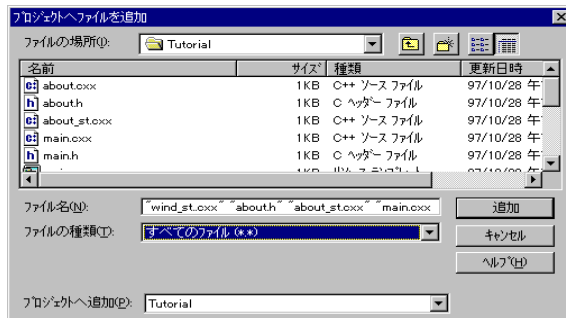 プロジェクトへファイルを追加
ファイルの場所(I): Tutorial
名前 サイズ 種類 更新日時
about.cxx 1KB C++ ソース ファイル 97/10/28 午
about.h 1KB C ヘッダー ファイル 97/10/28 午
about_st.cxx 1KB C++ ソース ファイル 97/10/28 午
main.cxx 1KB C++ ソース ファイル 97/10/28 午
main.h 1KB C ヘッダー ファイル 97/10/28 午
ファイル名(N): "wind_st.cxx" "about.h" "about_st.cxx" "main.cxx 追加
ファイルの種類(T): すべてのファイル (*.*) キャンセル
ヘルプ(H)
プロジェクトへ追加(P): Tutorial